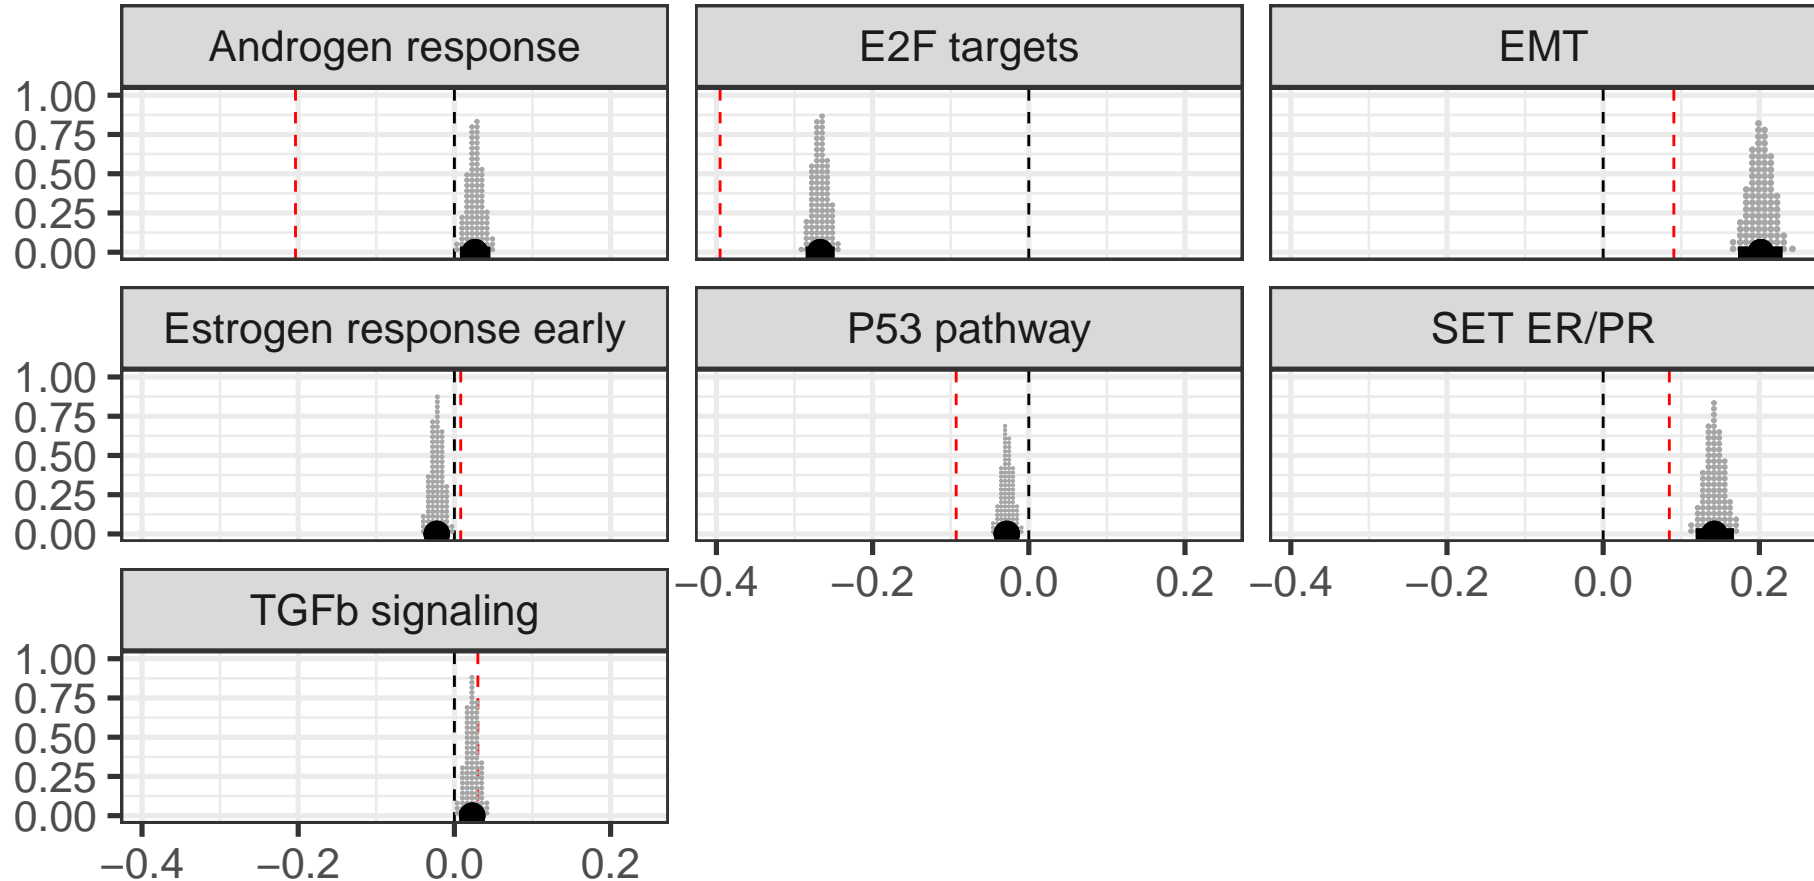 Androgen response
E2F targets
EMT
1.00
0.75
0.50
0.25
0.00
Estrogen response early
P53 pathway
SET ER/PR
1.00
0.75
0.50
0.25
0.00
−0.4 −0.2 0.0 0.2
−0.4 −0.2 0.0 0.2
TGFb signaling
1.00
0.75
0.50
0.25
0.00
−0.4 −0.2 0.0 0.2